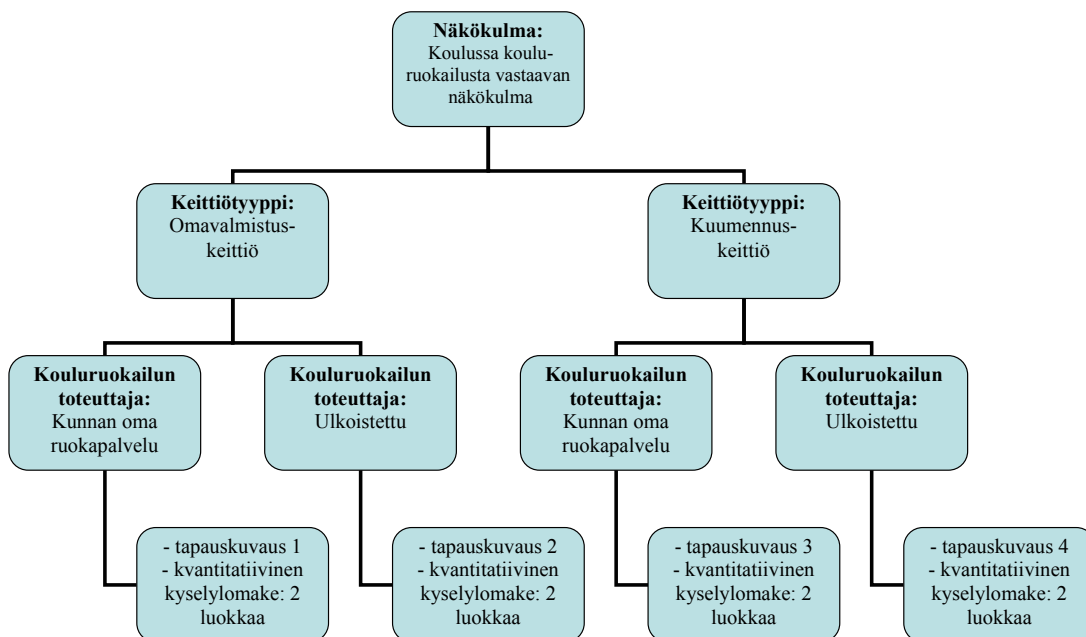 Näkökulma:
Koulussa koulu-
ruokailusta vastaavan
näkökulma
Keittiötyyppi:
Omavalmistus-
keittiö
Keittiötyyppi:
Kuumennus-
keittiö
Kouluruokailun
toteuttaja:
Kunnan oma
ruokapalvelu
Kouluruokailun
toteuttaja:
Ulkoistettu
Kouluruokailun
toteuttaja:
Kunnan oma
ruokapalvelu
Kouluruokailun
toteuttaja:
Ulkoistettu
- tapauskuvaus 1
- kvantitatiivinen
kyselylomake: 2
luokkaa
- tapauskuvaus 2
- kvantitatiivinen
kyselylomake: 2
luokkaa
- tapauskuvaus 3
- kvantitatiivinen
kyselylomake: 2
luokkaa
- tapauskuvaus 4
- kvantitatiivinen
kyselylomake: 2
luokkaa